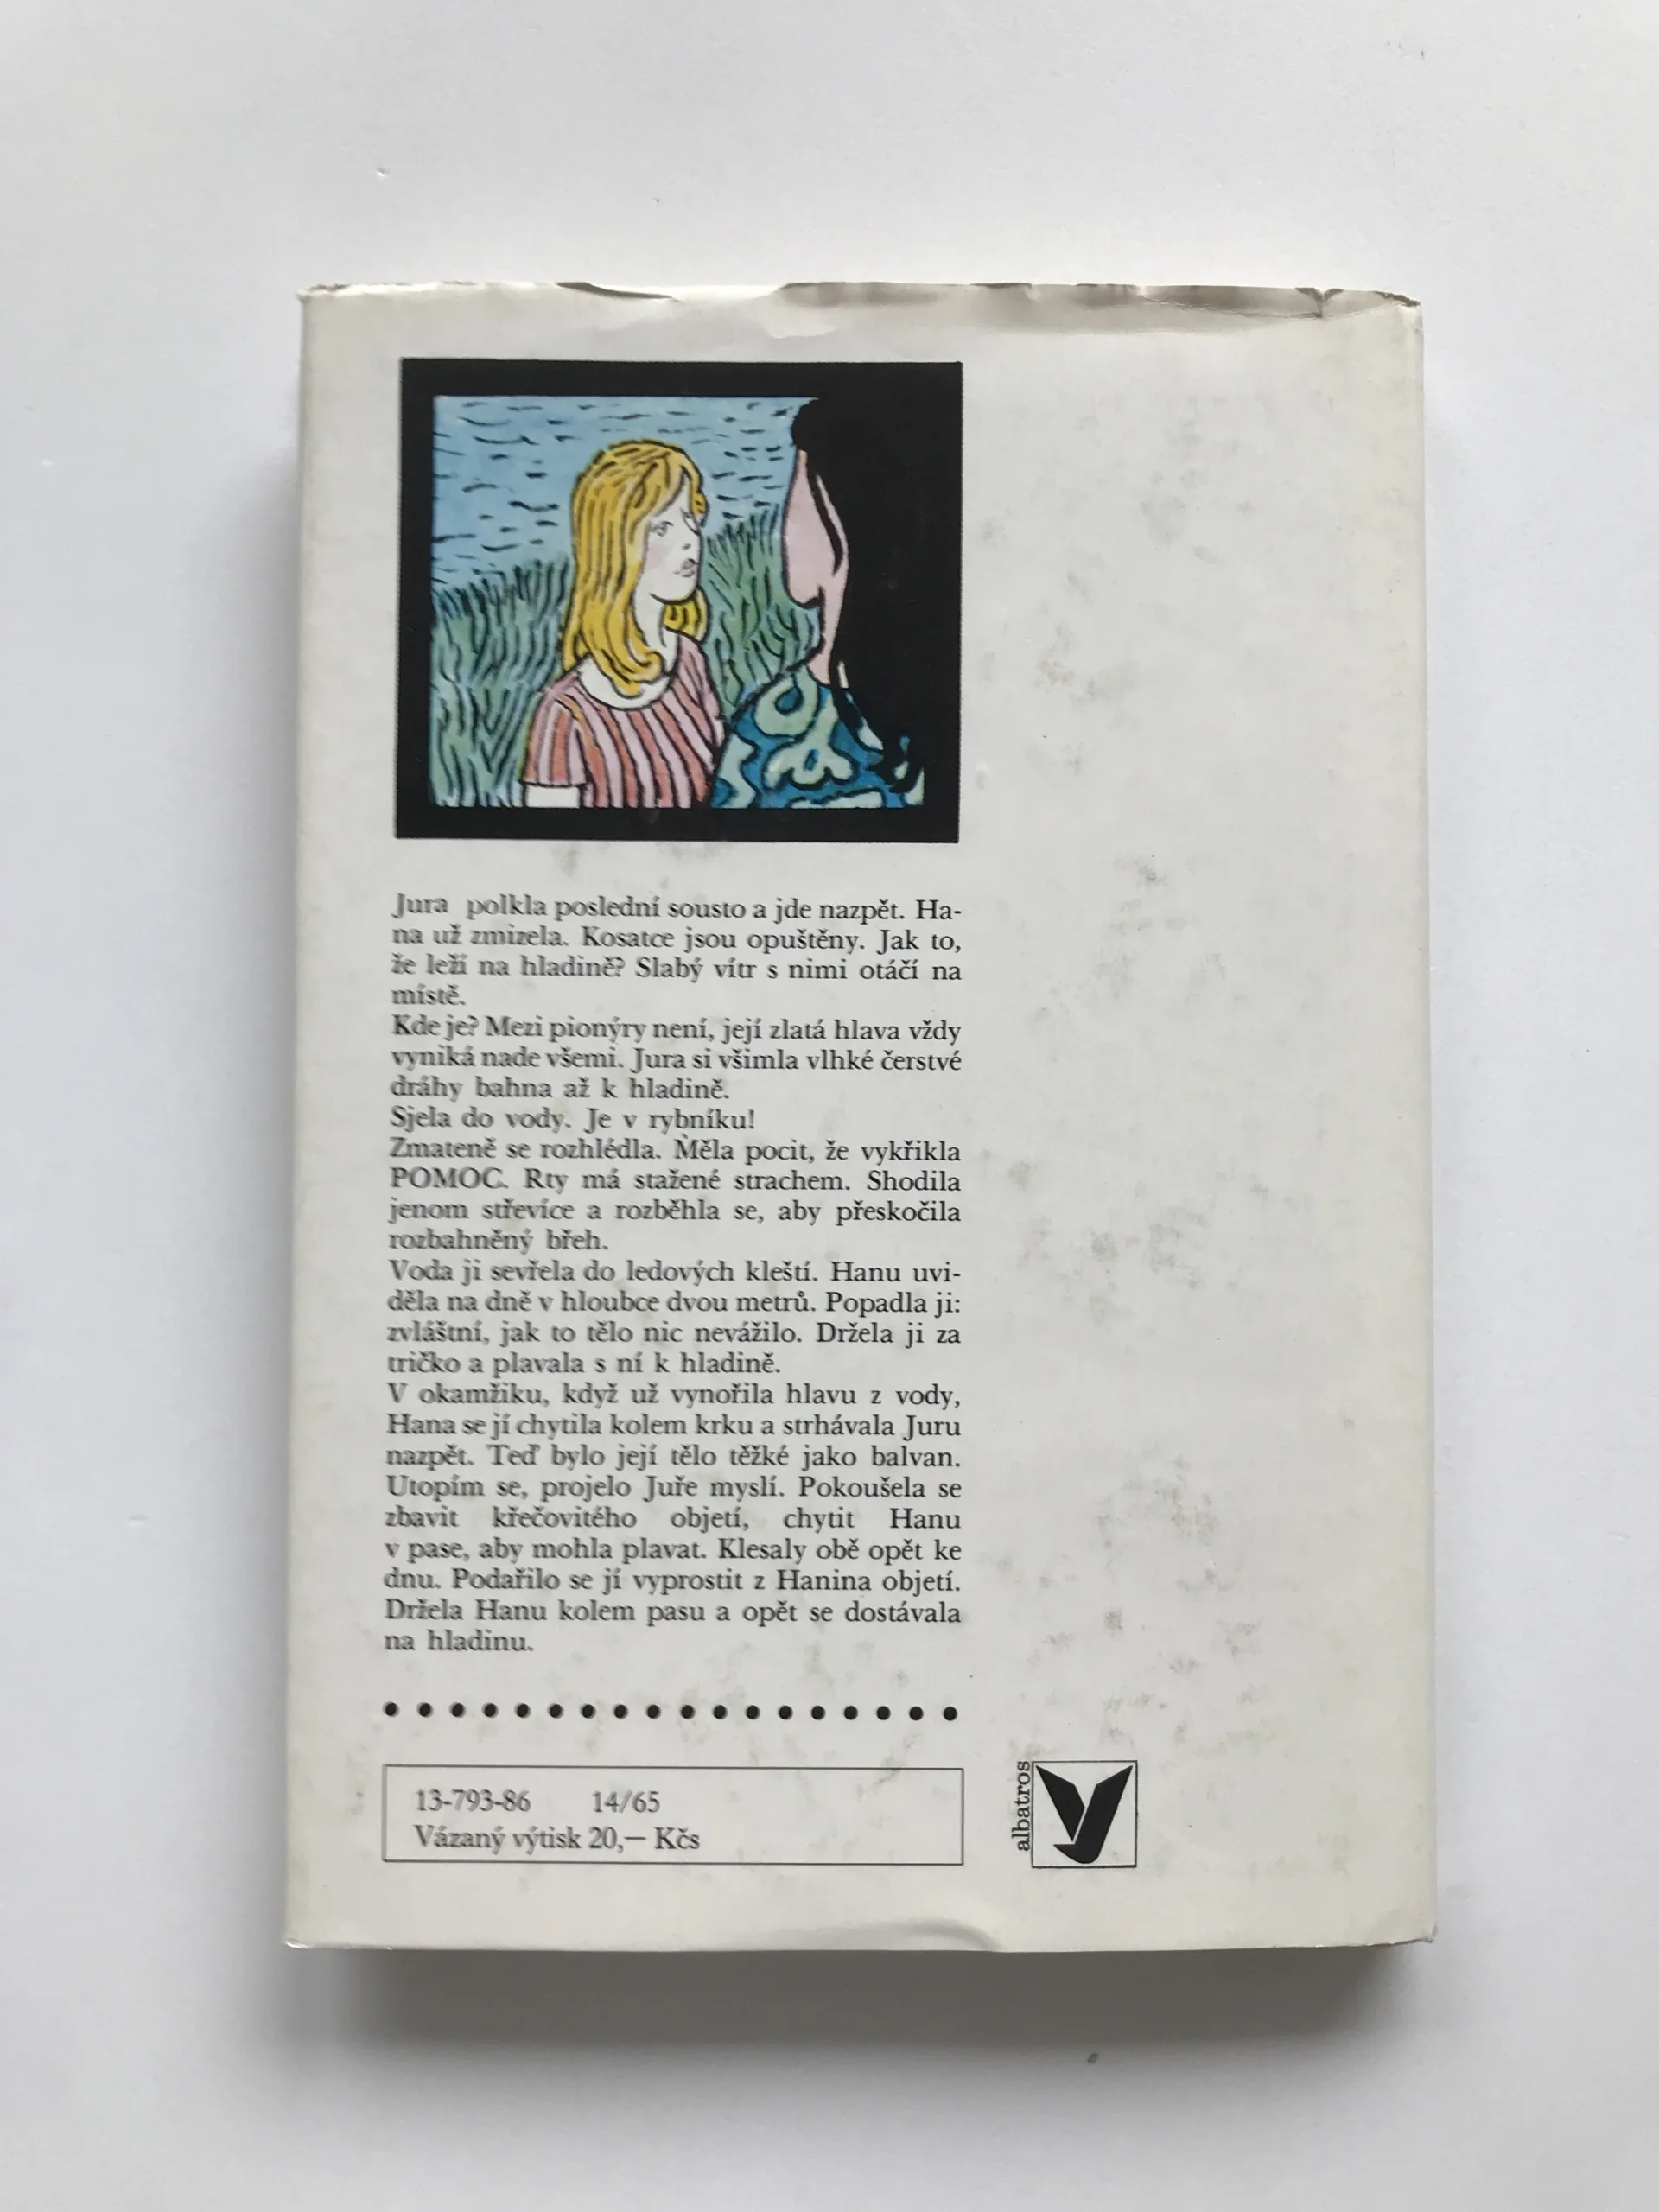 Jura polkla poslední sousto a jde nazpět. Ha-
na už zmizela. Kosatce jsou opuštěny. Jak to,
že leží na hladině? Slabý vítr s nimi otáčí na
místě.
Kde je? Mezi pionýry není, její zlatá hlava vždy
vyniká nade všemi. Jura si všimla vlhké čerstvé
dráhy bahna až k hladině.
Sjela do vody. Je v rybníku!
Zmateně se rozhlédla. Měla pocit, že vykřikla
POMOC. Rty má stažené strachem. Shodila
jenom střevíce a rozběhla se, aby přeskočila
rozbahněný břeh.
Voda ji sevřela do ledových kleští. Hanu uvi-
děla na dně v hloubce dvou metrů. Popadla ji:
zvláštní, jak to tělo nic nevážilo. Držela ji za
tričko a plavala s ní k hladině.
V okamžiku, když už vynořila hlavu z vody,
Hana se jí chytila kolem krku a strhávala Juru
nazpět. Teď bylo její tělo těžké jako balvan.
Utopím se, projelo Juře myslí. Pokoušela se
zbavit křečovitého objetí, chytit Hanu
v pase, aby mohla plavat. Klesaly obě opět ke
dnu. Podařilo se jí vyprostit z Hanina objetí.
Držela Hanu kolem pasu a opět se dostávala
na hladinu.
13-793-86 14/65
Vázaný výtisk 20,— Kčs
albatros